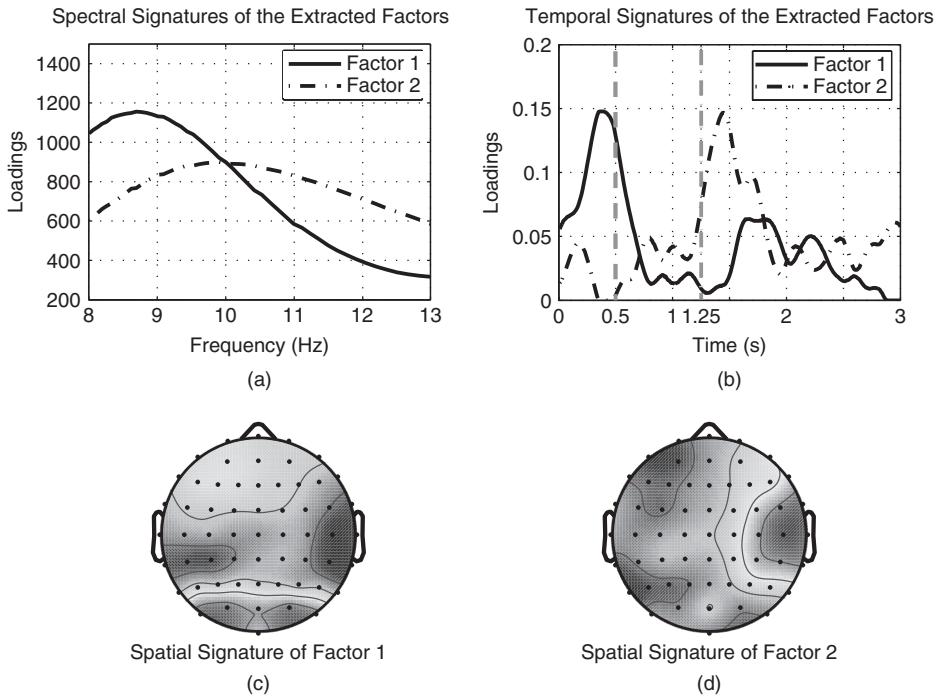 Spectral Signatures of the Extracted Factors
1400
1200
1000
800
600
400
200
Loadings
Factor 1
Factor 2
8 9 10 11 12 13
Frequency (Hz)
(a)
Temporal Signatures of the Extracted Factors
0.2
0.15
0.1
0.05
0
Loadings
Factor 1
Factor 2
0 0.5 1 1.25 2 3
Time (s)
(b)
Spatial Signature of Factor 1
(c)
Spatial Signature of Factor 2
(d)